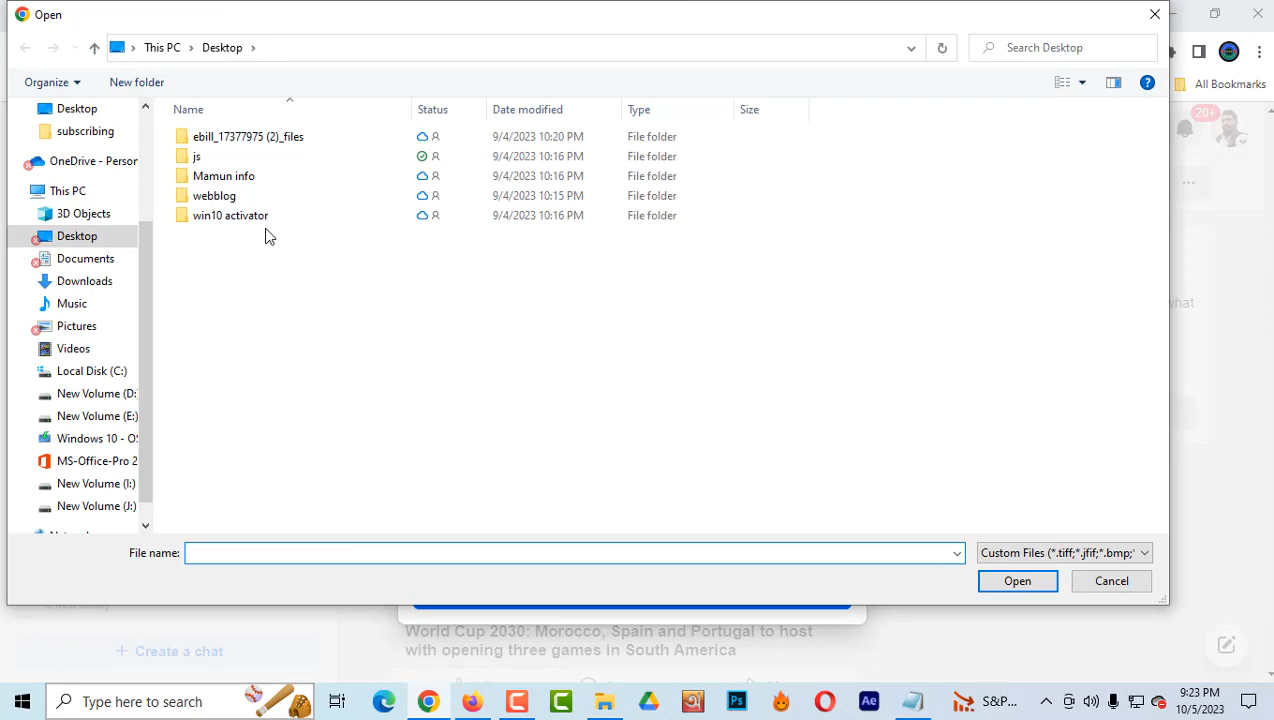 Open
This PC
Desktop
Search Desktop
Organize
New folder
All Bookmarks
Name
Status
Date modified
Type
Size
Desktop
subscribing
OneDrive - Person
This PC
3D Objects
Desktop
Documents
Downloads
Music
Pictures
Videos
Local Disk (C:)
New Volume (D:
New Volume (E:)
Windows 10 - OS
MS-Office-Pro 2
New Volume (I:)
New Volume (J:)
ebill_17377975 (2)_files 9/4/2023 10:20 PM File folder
js 9/4/2023 10:16 PM File folder
Mamun info 9/4/2023 10:16 PM File folder
webblog 9/4/2023 10:15 PM File folder
win10 activator 9/4/2023 10:16 PM File folder
20+
what
File name:
Custom Files (*.tiff;*.jfif;*.bmp;*
Open
Cancel
World Cup 2030: Morocco, Spain and Portugal to host
with opening three games in South America
+ Create a chat
Type here to search
Ps
Ae
S&P...
9:23 PM
10/5/2023